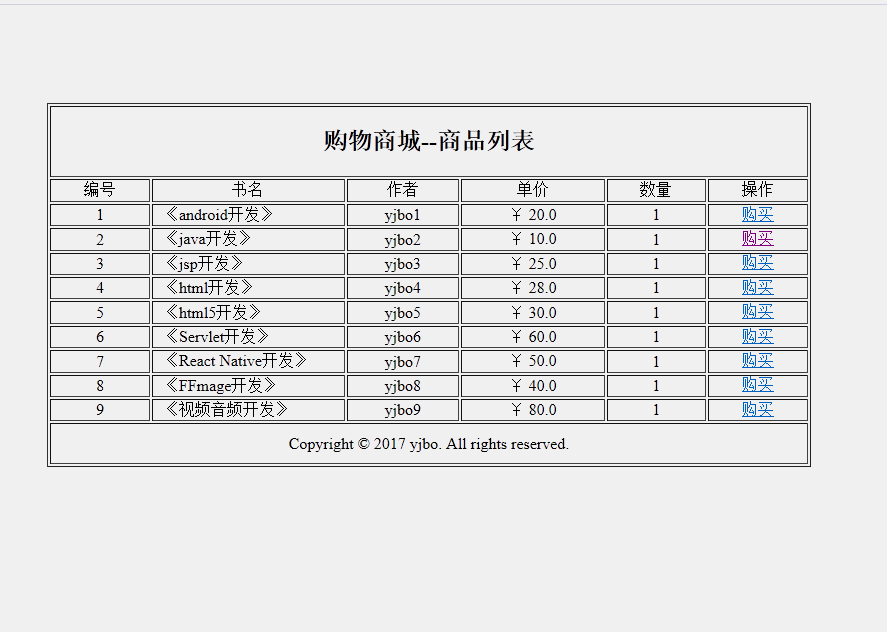 购物商城--商品列表
编号 书名 作者 单价 数量 操作
1 《android开发》 yjbo1 ￥ 20.0 1 购买
2 《java开发》 yjbo2 ￥ 10.0 1 购买
3 《jsp开发》 yjbo3 ￥ 25.0 1 购买
4 《html开发》 yjbo4 ￥ 28.0 1 购买
5 《html5开发》 yjbo5 ￥ 30.0 1 购买
6 《Servlet开发》 yjbo6 ￥ 60.0 1 购买
7 《React Native开发》 yjbo7 ￥ 50.0 1 购买
8 《FFmage开发》 yjbo8 ￥ 40.0 1 购买
9 《视频音频开发》 yjbo9 ￥ 80.0 1 购买
Copyright © 2017 yjbo. All rights reserved.